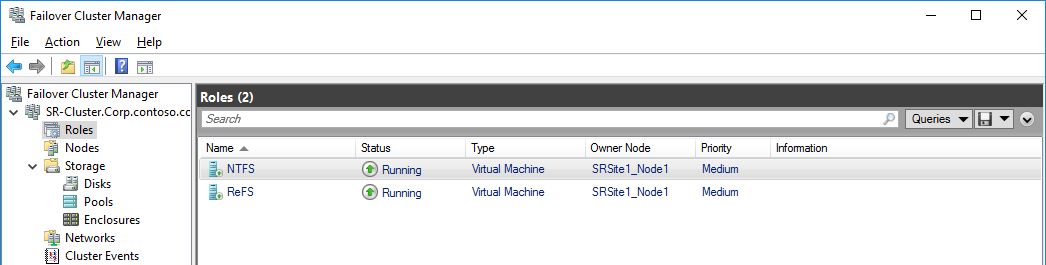 Failover Cluster Manager
File Action View Help
Failover Cluster Manager
SR-Cluster.Corp.contoso.cc
Roles
Nodes
Storage
Disks
Pools
Enclosures
Networks
Cluster Events
Roles (2)
Search
Queries
Name Status Type Owner Node Priority Information
NTFS Running Virtual Machine SRSite1_Node1 Medium
ReFS Running Virtual Machine SRSite1_Node1 Medium